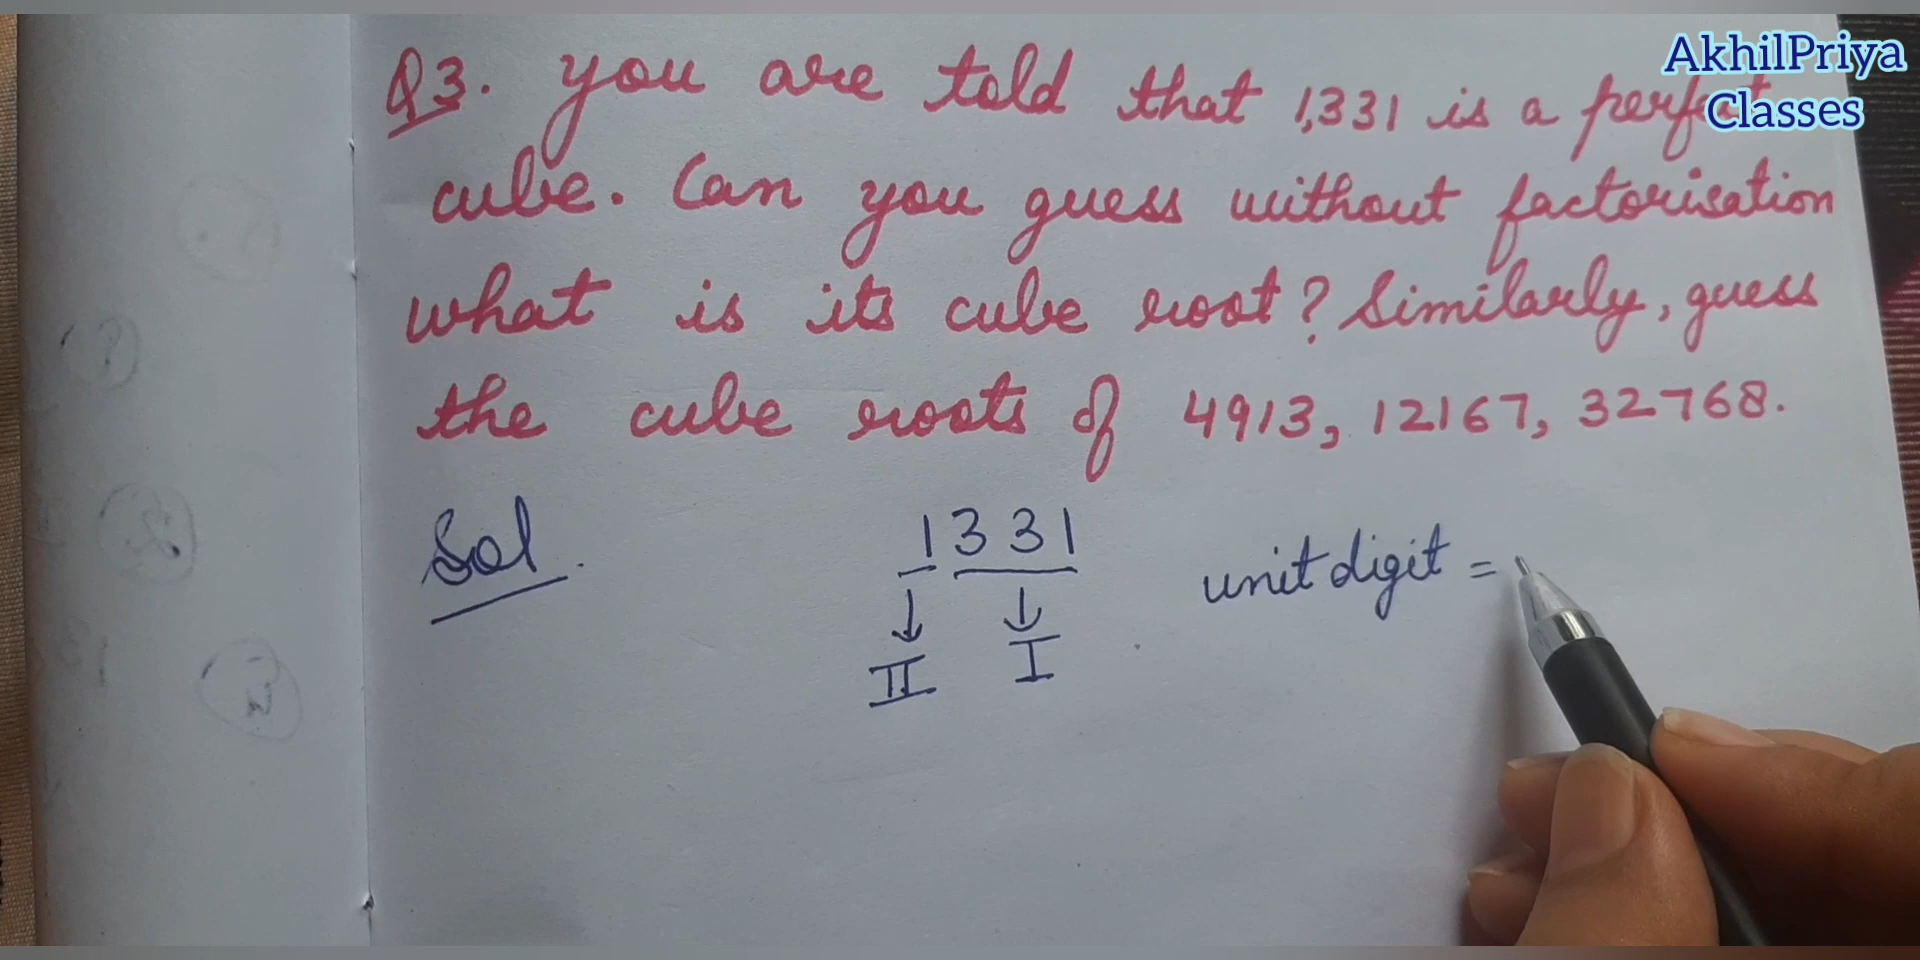 AkhilPriya
Classes
Q3. you are told that 1,331 is a perfect
cube. Can you guess without factorisation
what is its cube root? Similarly, guess
the cube roots of 4913, 12167, 32768.
Sol.
1331
unit digit =
↓ ↓
II I